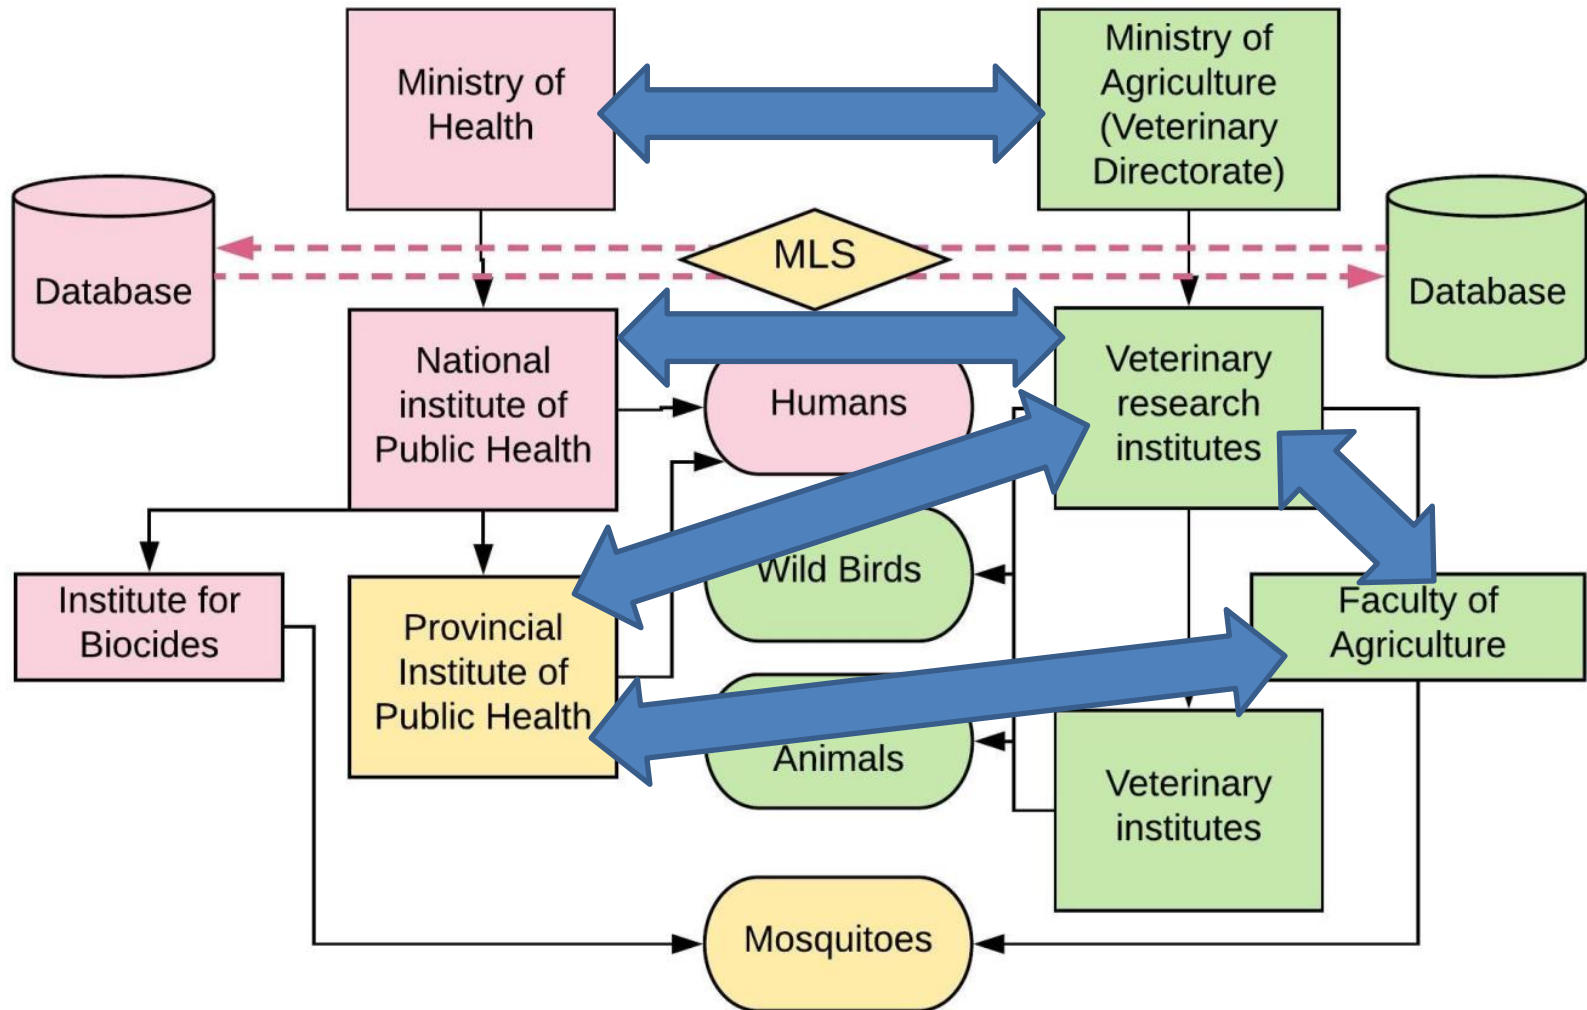 Ministry of
Health
Ministry of
Agriculture
(Veterinary
Directorate)
Database
MLS
Database
National
institute of
Public Health
Humans
Veterinary
research
institutes
Institute for
Biocides
Provincial
Institute of
Public Health
Wild Birds
Faculty of
Agriculture
Animals
Veterinary
institutes
Mosquitoes